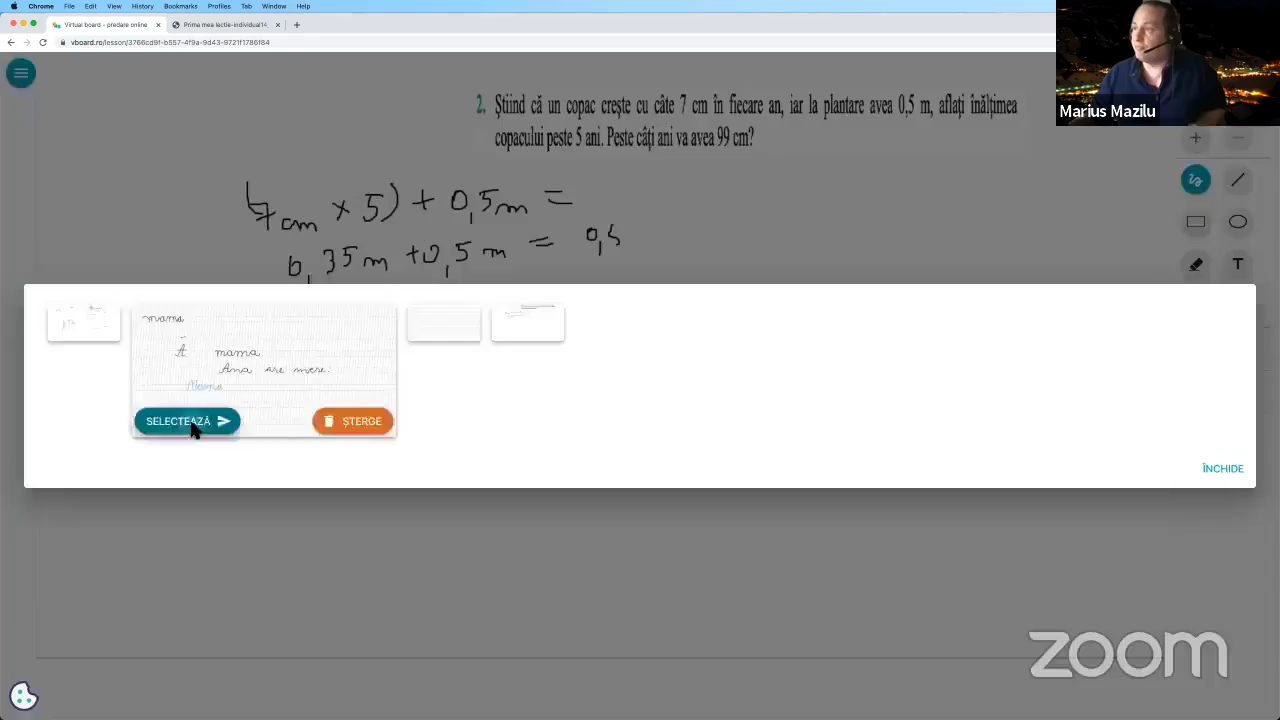 Chrome File Edit View History Bookmarks Profiles Tab Window Help
Virtual board - predare online
Prima mea lectie-individual14
vboard.ro/lesson/3766cd9f-b557-4f9a-9d43-9721f1786f84
Marius Mazilu
2. Știind că un copac crește cu câte 7 cm în fiecare an, iar la plantare avea 0,5 m, aflați înălțimea
copacului peste 5 ani. Peste câți ani va avea 99 cm?
7cm x 5) + 0,5m =
0,35m + 0,5m = 0,
T
mama
Ă mama
Ana are mere.
SELECTEAZĂ
ȘTERGE
ÎNCHIDE
zoom